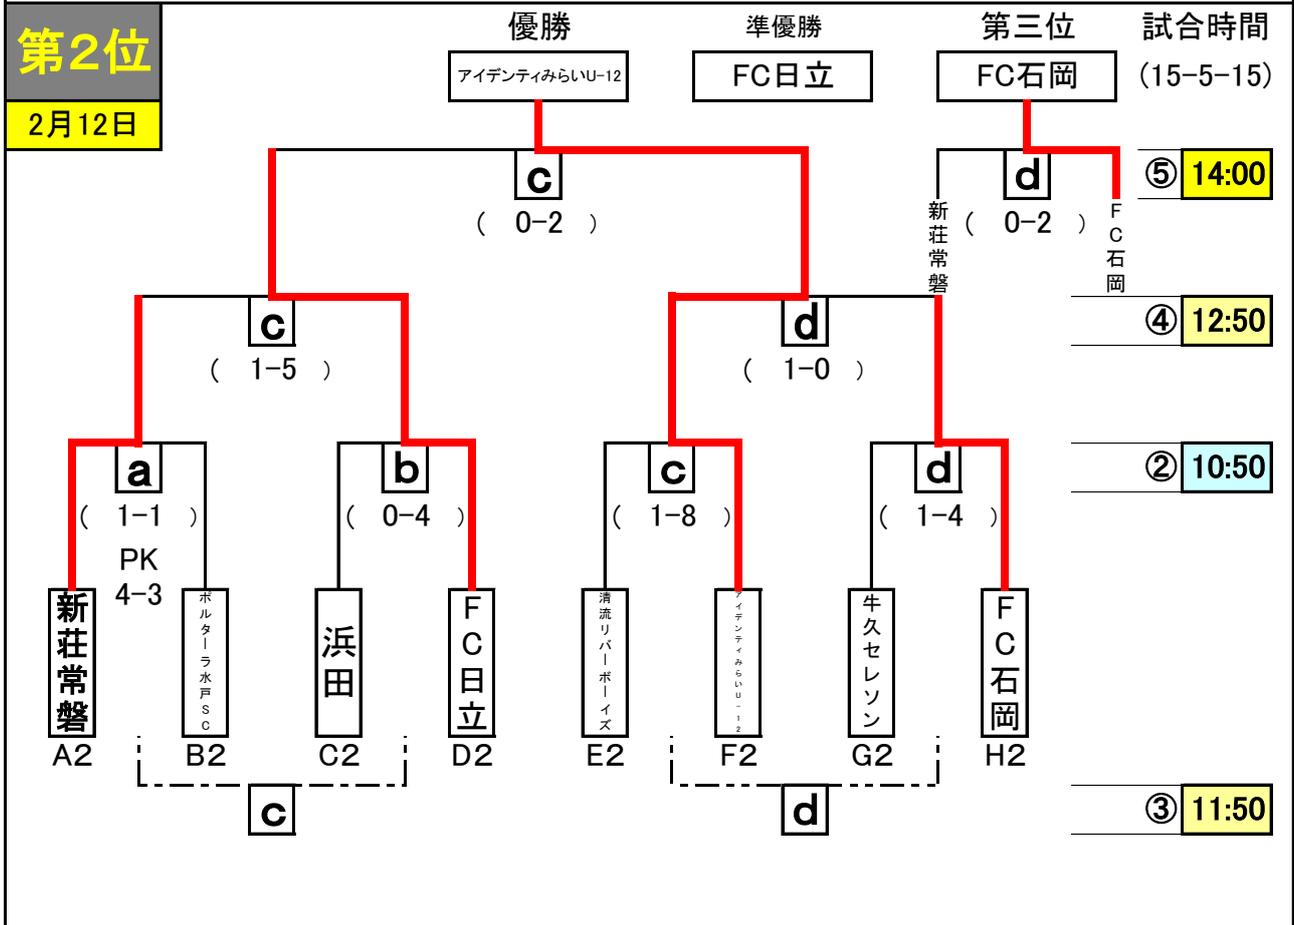 第2位
2月12日
優勝
準優勝
第三位
試合時間
アイデンティみらいU-12
FC日立
FC石岡
(15-5-15)
c
( 0-2 )
d
( 0-2 )
新荘常磐
FC石岡
⑤ 14:00
c
( 1-5 )
d
( 1-0 )
④ 12:50
a
( 1-1 )
PK
4-3
b
( 0-4 )
c
( 1-8 )
d
( 1-4 )
② 10:50
新荘常磐
ボルターラ水戸SC
浜田
FC日立
清流リバーボーイズ
アイデンティみらいU-12
牛久セレソン
FC石岡
A2
B2
C2
D2
E2
F2
G2
H2
c
d
③ 11:50